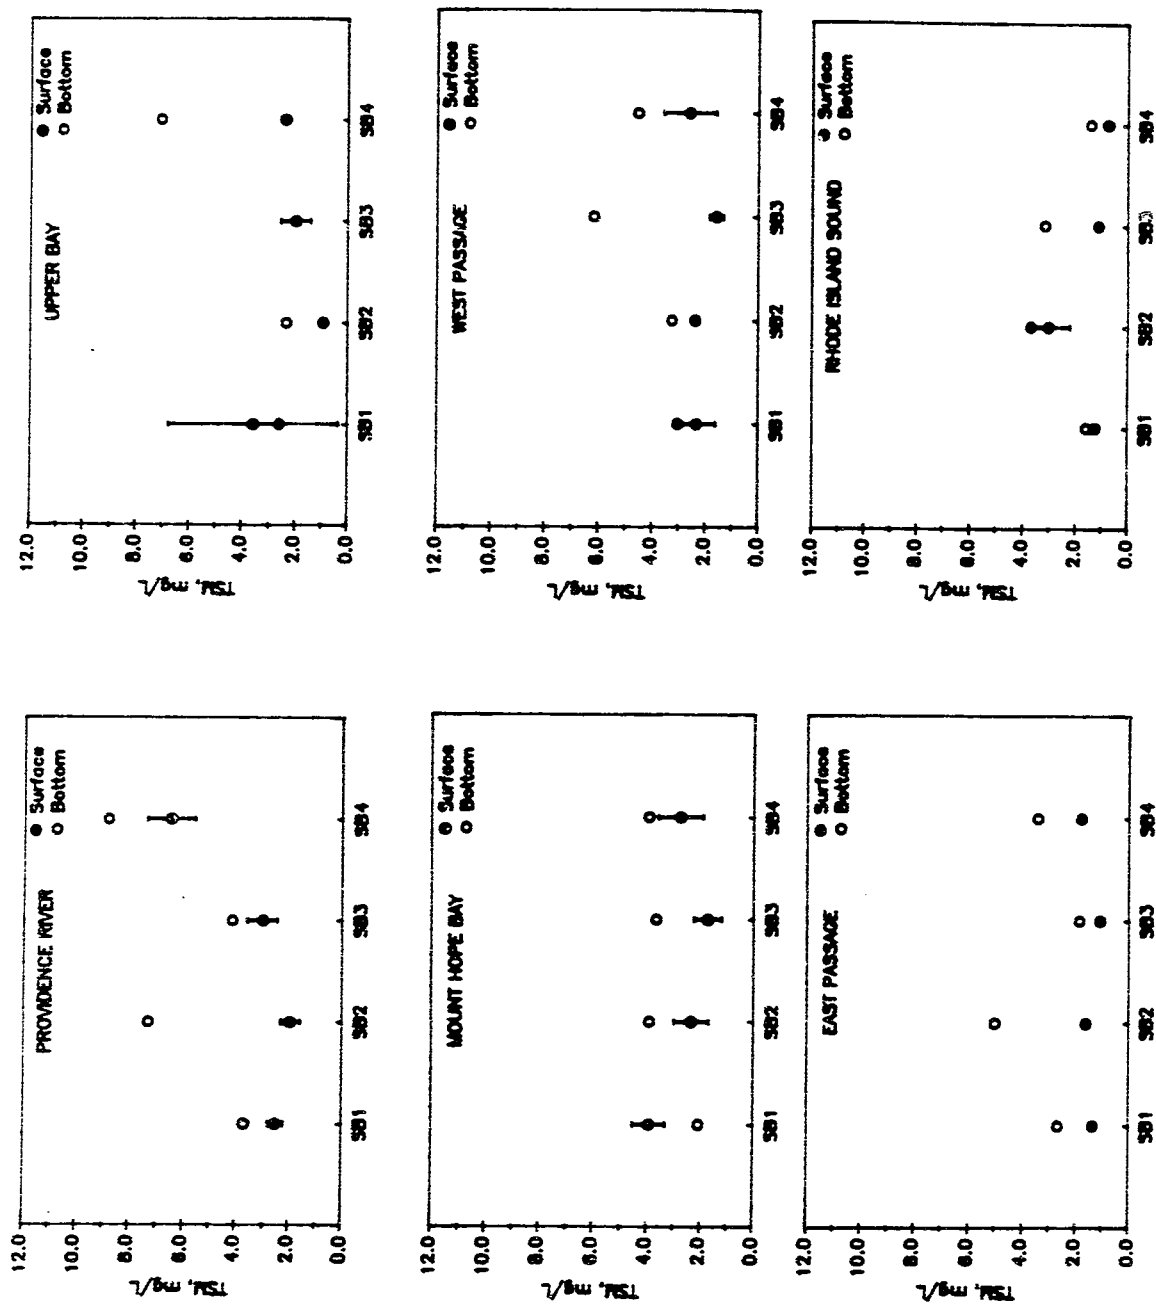 PROVIDENCE RIVER
● Surface
○ Bottom
TSM, mg/L
12.0
10.0
8.0
6.0
4.0
2.0
0.0
SB1 SB2 SB3 SB4
UPPER BAY
● Surface
○ Bottom
TSM, mg/L
12.0
10.0
8.0
6.0
4.0
2.0
0.0
SB1 SB2 SB3 SB4
MOUNT HOPE BAY
● Surface
○ Bottom
TSM, mg/L
12.0
10.0
8.0
6.0
4.0
2.0
0.0
SB1 SB2 SB3 SB4
WEST PASSAGE
● Surface
○ Bottom
TSM, mg/L
12.0
10.0
8.0
6.0
4.0
2.0
0.0
SB1 SB2 SB3 SB4
EAST PASSAGE
● Surface
○ Bottom
TSM, mg/L
12.0
10.0
8.0
6.0
4.0
2.0
0.0
SB1 SB2 SB3 SB4
RHODE ISLAND SOUND
● Surface
○ Bottom
TSM, mg/L
12.0
10.0
8.0
6.0
4.0
2.0
0.0
SB1 SB2 SB3 SB4